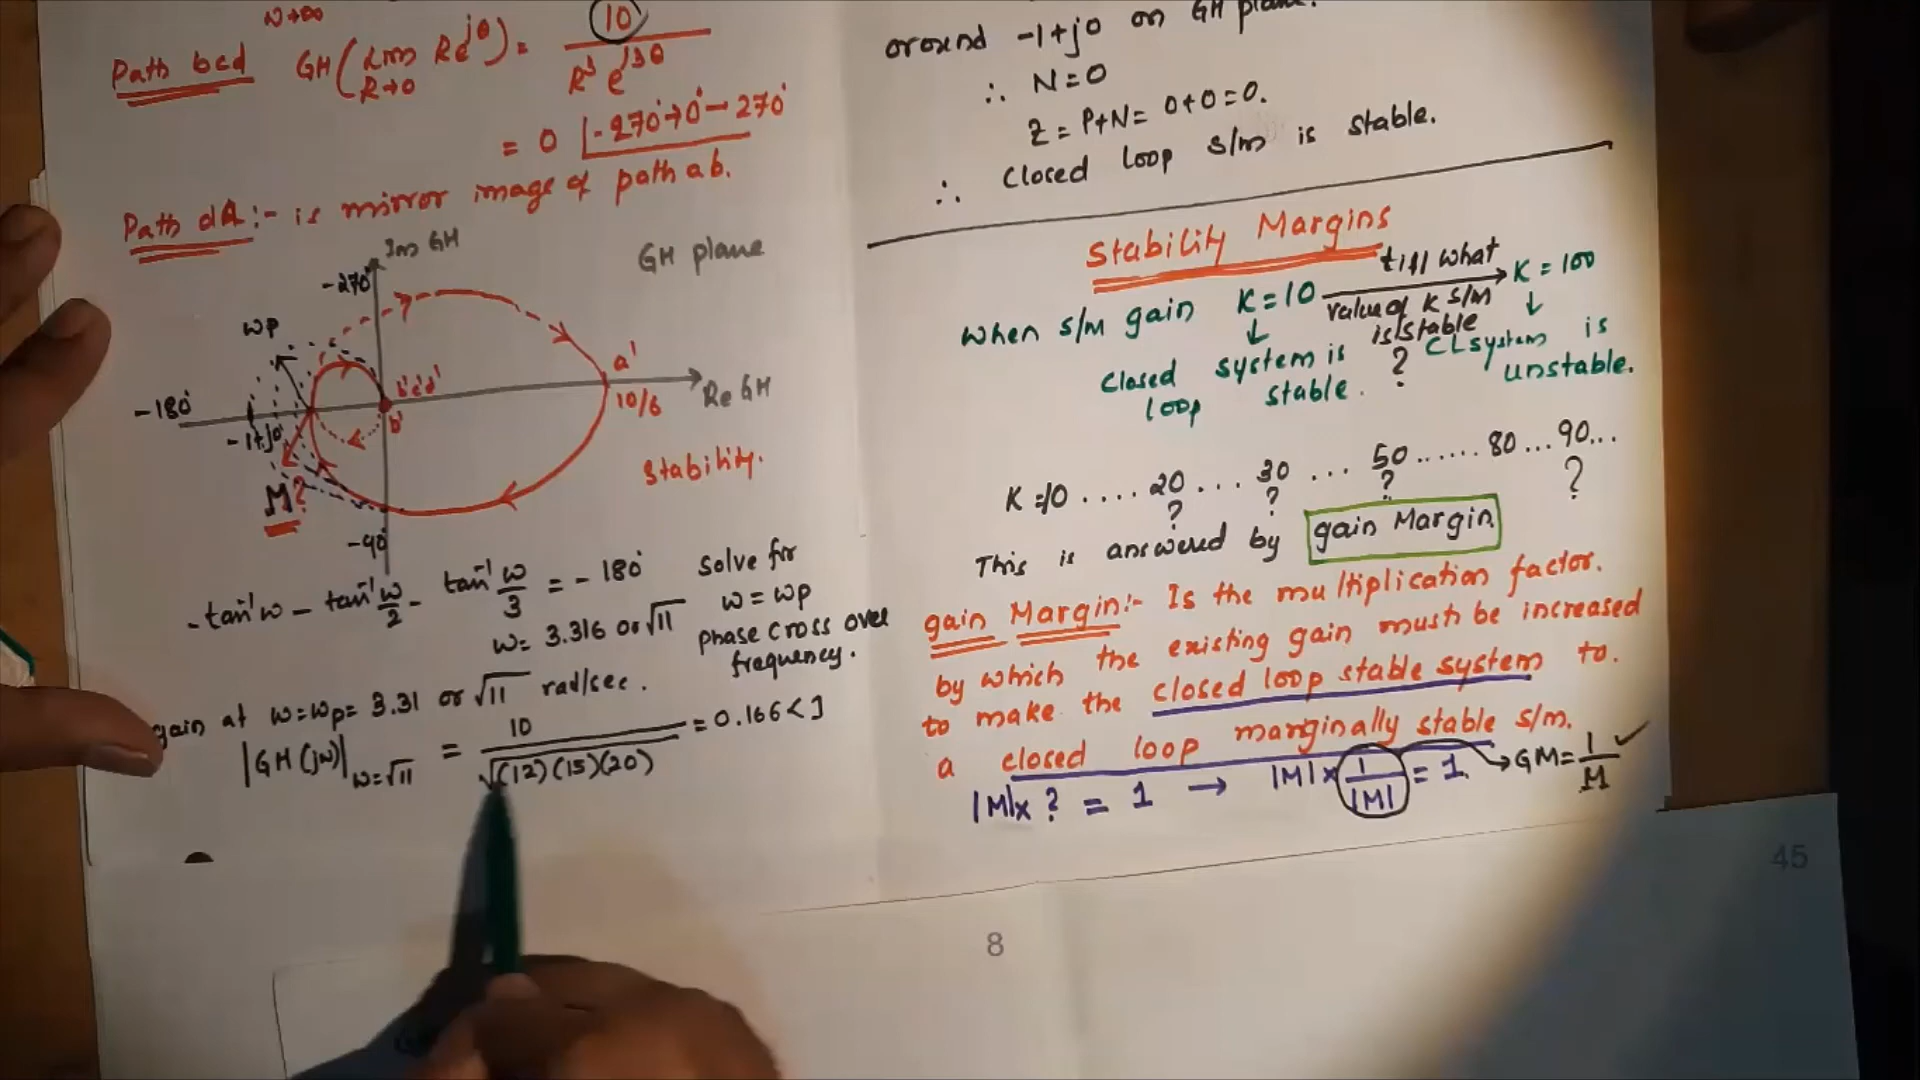 ω→∞
Path bcd GH(Lim Re^jθ) = 10
R→0 R³ e^j3θ
= 0 ∠-270°→0°→270°
Path dA:- is mirror image of path ab.
Im GH
GH plane
-270°
ωp
a'
b'c'd'
Re GH
-180°
10/6
b'
-1+j0
Stability.
M?
-90°
-tan⁻¹ω - tan⁻¹ω/2 - tan⁻¹ω/3 = -180° Solve for
ω = ωp
ω = 3.316 or √11 phase cross over
frequency.
gain at ω=ωp= 3.31 or √11 rad/sec.
|GH(jω)|ω=√11 = 10/√(12)(15)(20) = 0.166<1
around -1+j0 on GH plane.
∴ N=0
Z = P+N = 0+0=0.
∴ Closed loop s/m is stable.
Stability Margins
When s/m gain K=10 till what K = 100
value of K s/m
is stable
?
↓ ↓
Closed system is CL system is
loop stable. unstable.
K=10 .... 20 ... 30 ... 50 ...... 80 ... 90...
? ? ? ?
This is answered by gain Margin
gain Margin:- Is the multiplication factor.
by which the existing gain must be increased
to make the closed loop stable system to.
a closed loop marginally stable s/m.
|M|x ? = 1 → |M|x 1/|M| = 1. → GM = 1/M ✓
8
45